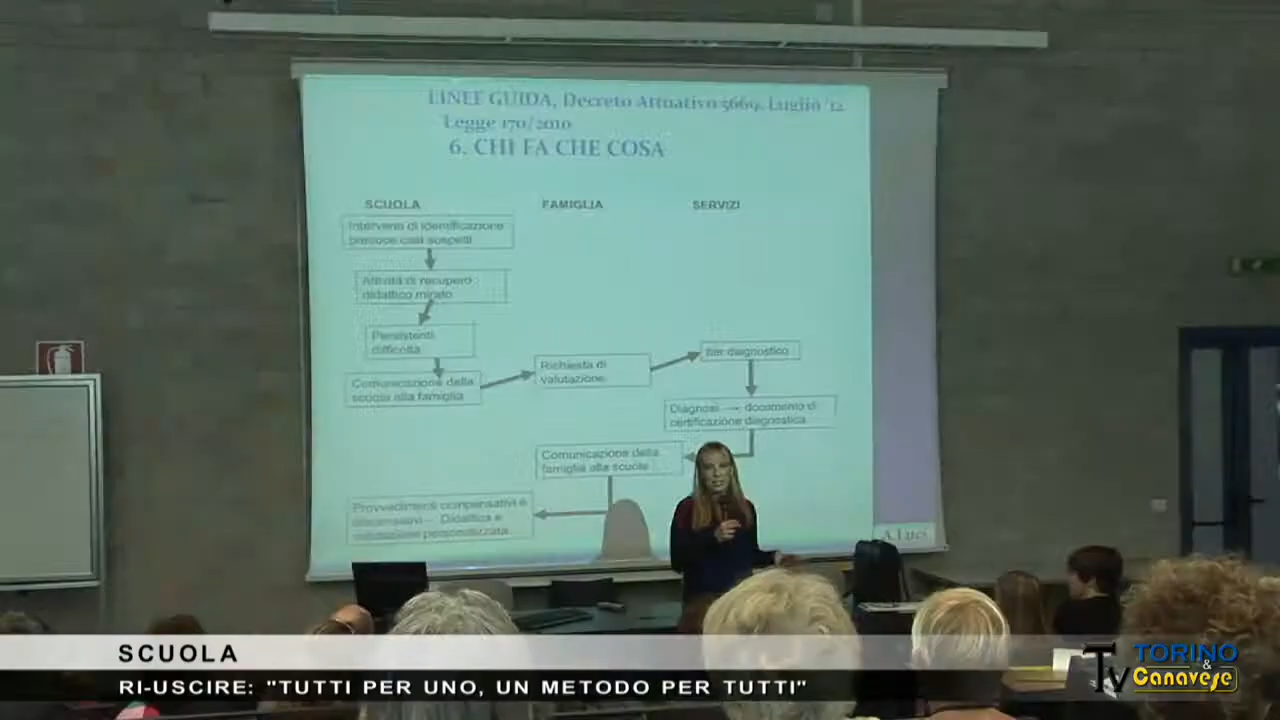 LINEE GUIDA, Decreto Attuativo 5669, Luglio '12
Legge 170/2010
6. CHI FA CHE COSA
SCUOLA
FAMIGLIA
SERVIZI
Interventi di identificazione
precoce casi sospetti
Attività di recupero
didattico mirato
Persistenti
difficoltà
Comunicazione della
scuola alla famiglia
Richiesta di
valutazione
Iter diagnostico
Diagnosi → documento di
certificazione diagnostica
Comunicazione della
famiglia alla scuola
Provvedimenti compensativi e
dispensativi – Didattica e
valutazione personalizzata
A. Luci
SCUOLA
RI-USCIRE: "TUTTI PER UNO, UN METODO PER TUTTI"
Tv TORINO
&
Canavese